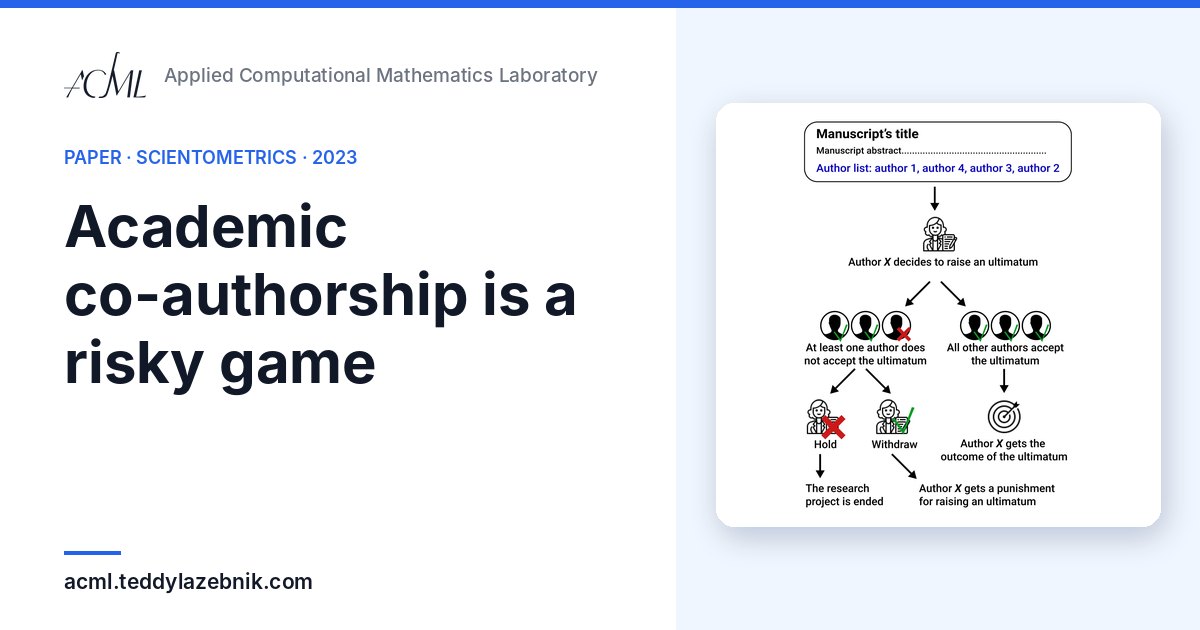 ACML
Applied Computational Mathematics Laboratory
PAPER · SCIENTOMETRICS · 2023
Academic
co-authorship is a
risky game
acml.teddylazebnik.com
Manuscript's title
Manuscript abstract.......................................................
Author list: author 1, author 4, author 3, author 2
Author X decides to raise an ultimatum
At least one author does
not accept the ultimatum
All other authors accept
the ultimatum
Hold
Withdraw
Author X gets the
outcome of the ultimatum
The research
project is ended
Author X gets a punishment
for raising an ultimatum